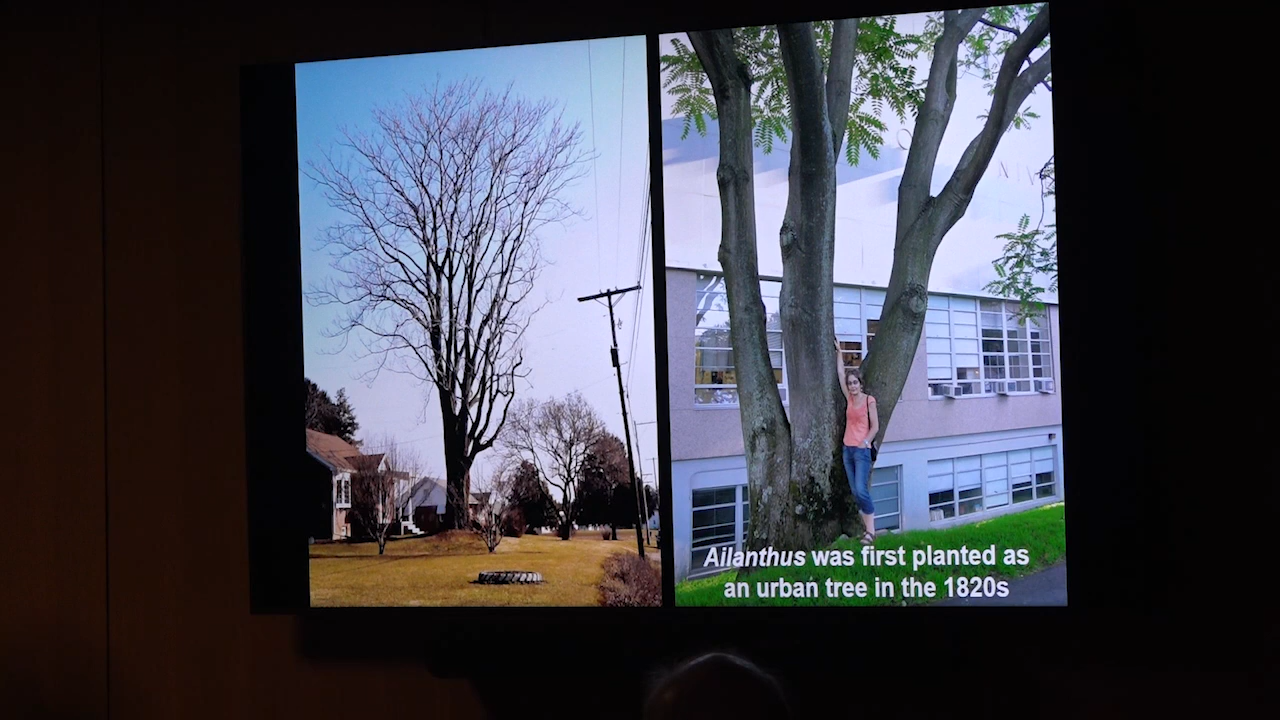 Ailanthus was first planted as
an urban tree in the 1820s